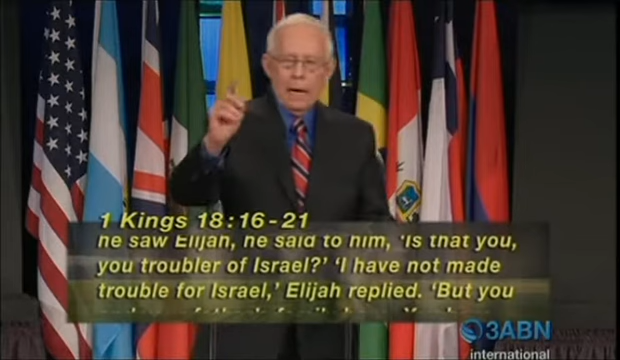 1 Kings 18:16-21
he saw Elijah, he said to him, 'Is that you,
you troubler of Israel?' 'I have not made
trouble for Israel,' Elijah replied. 'But you
3ABN
international